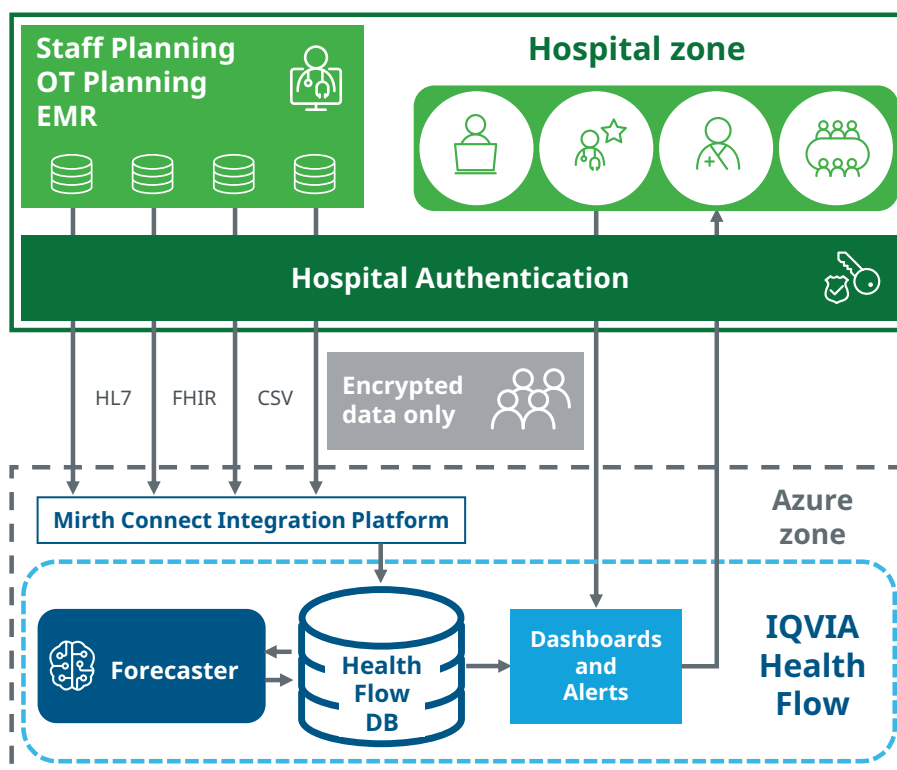 Staff Planning
OT Planning
EMR
Hospital zone
Hospital Authentication
HL7
FHIR
CSV
Encrypted
data only
Azure
zone
Mirth Connect Integration Platform
Forecaster
Health
Flow
DB
Dashboards
and
Alerts
IQVIA
Health
Flow